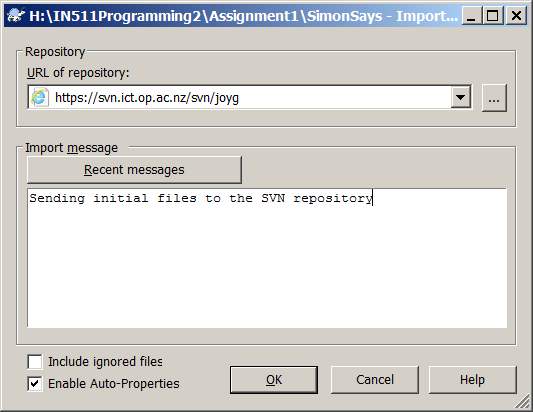 H:\IN511Programming2\Assignment1\SimonSays - Import...
Repository
URL of repository:
https://svn.ict.op.ac.nz/svn/joyg
...
Import message
Recent messages
Sending initial files to the SVN repository
Include ignored files
Enable Auto-Properties
OK
Cancel
Help